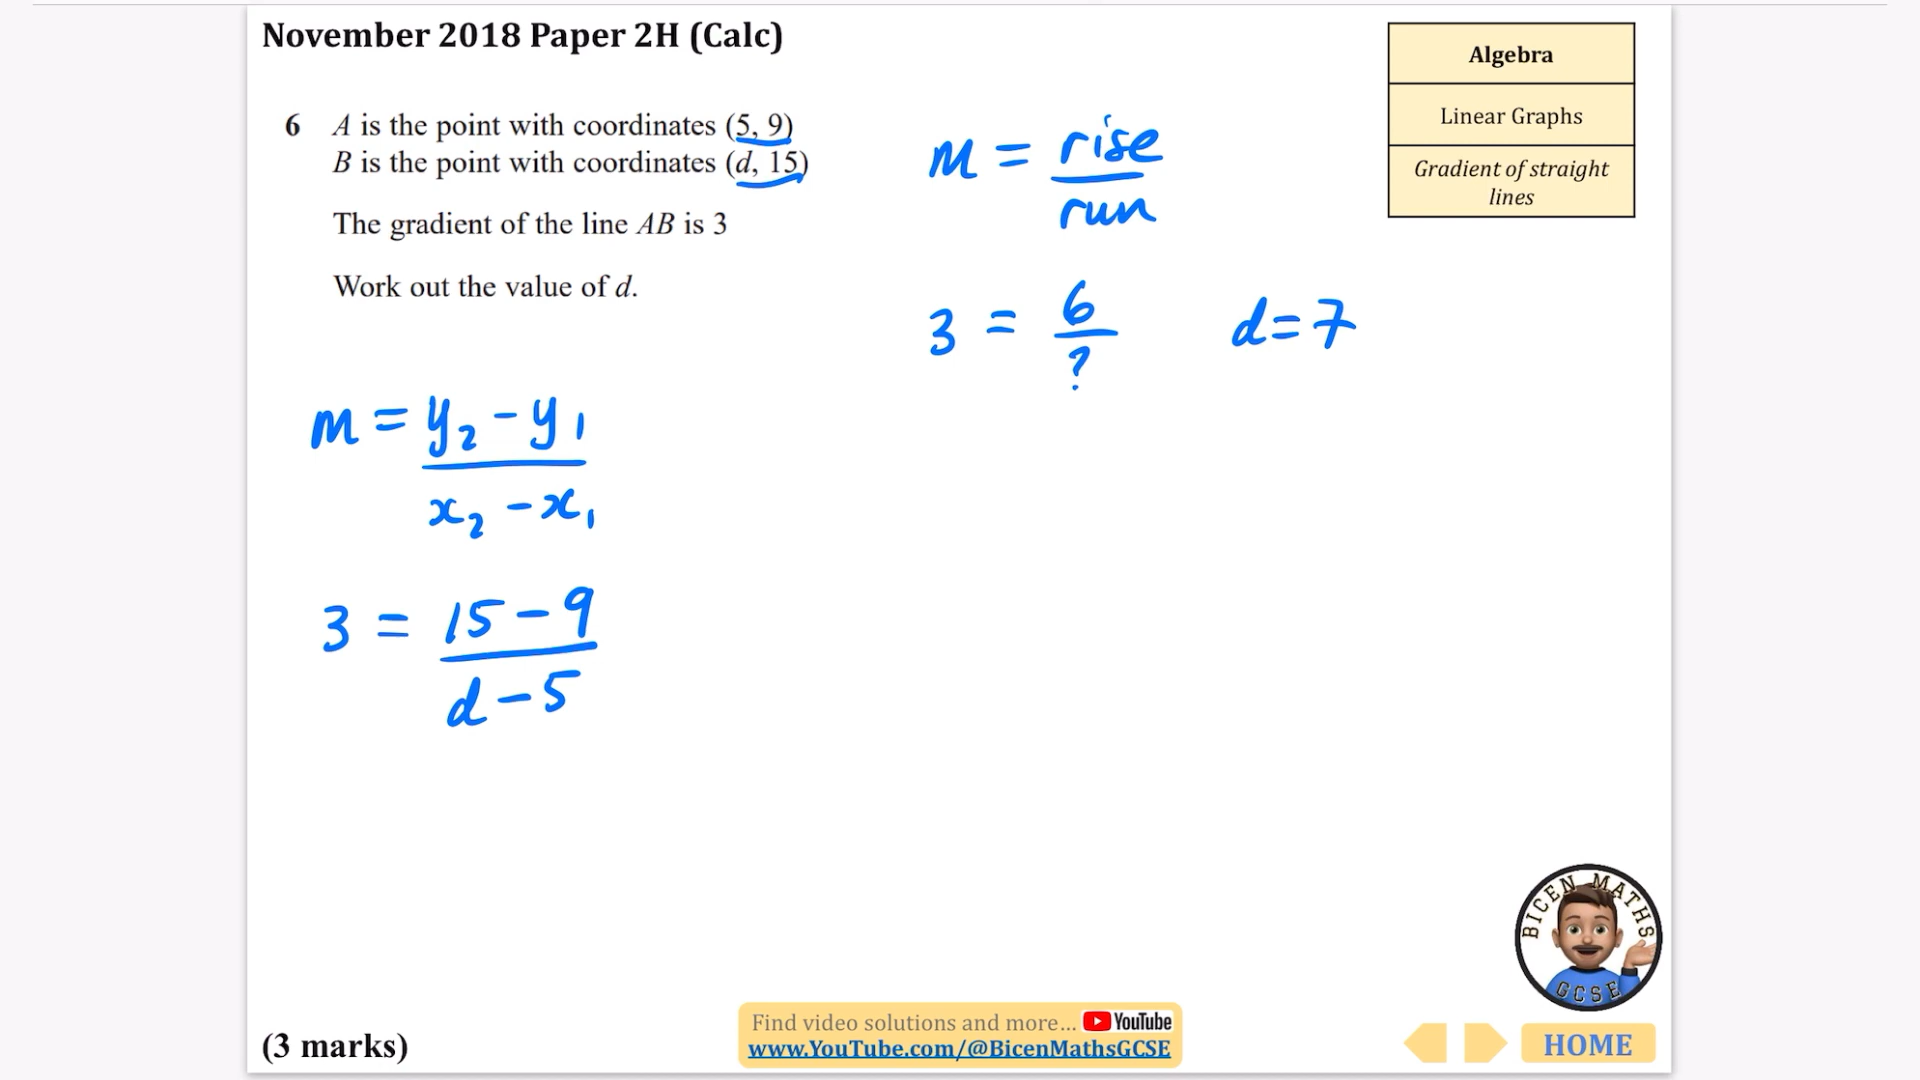 November 2018 Paper 2H (Calc)
Algebra
Linear Graphs
Gradient of straight
lines
6 A is the point with coordinates (5, 9)
B is the point with coordinates (d, 15)
The gradient of the line AB is 3
Work out the value of d.
m = rise
run
3 = 6
?
d=7
m = y₂ - y₁
x₂ - x₁
3 = 15 - 9
d - 5
BICEN MATHS
GCSE
(3 marks)
Find video solutions and more... YouTube
www.YouTube.com/@BicenMathsGCSE
HOME